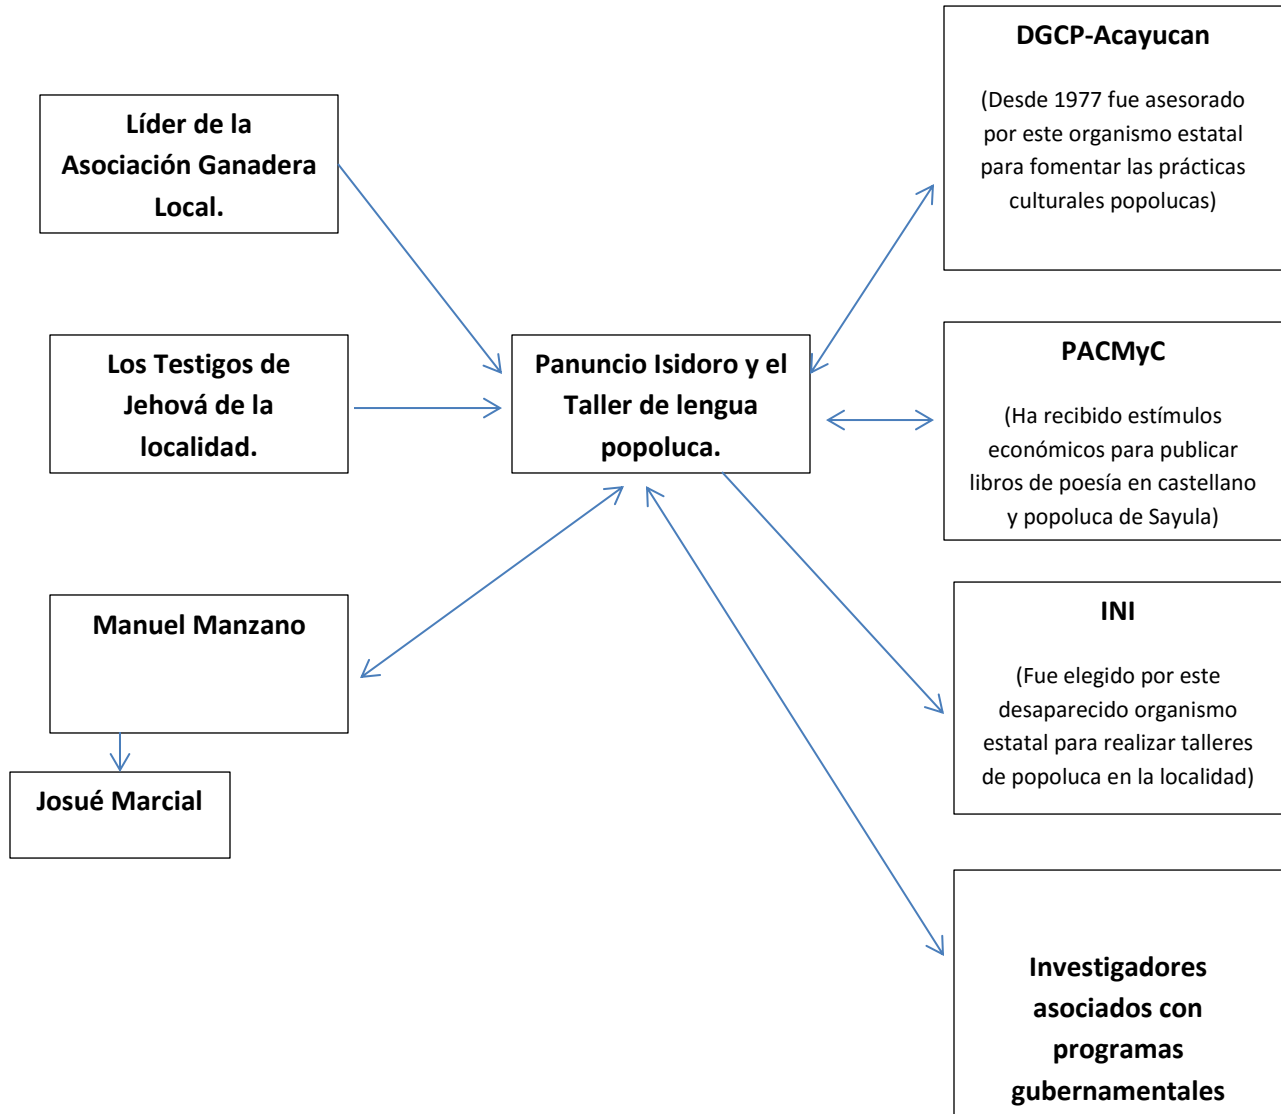 Líder de la
Asociación Ganadera
Local.
Los Testigos de
Jehová de la
localidad.
Manuel Manzano
Josué Marcial
Panuncio Isidoro y el
Taller de lengua
popoluca.
DGCP-Acayucan
(Desde 1977 fue asesorado
por este organismo estatal
para fomentar las prácticas
culturales popolucas)
PACMyC
(Ha recibido estímulos
económicos para publicar
libros de poesía en castellano
y popoluca de Sayula)
INI
(Fue elegido por este
desaparecido organismo
estatal para realizar talleres
de popoluca en la localidad)
Investigadores
asociados con
programas
gubernamentales